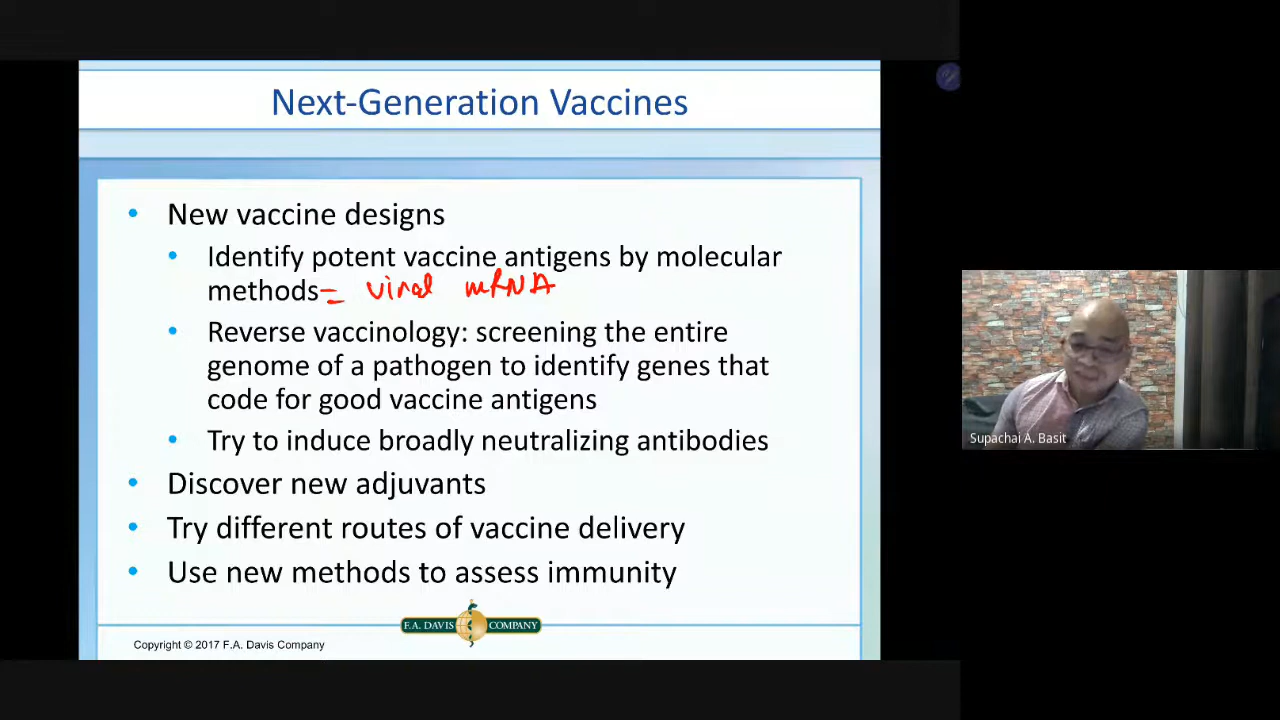 Next-Generation Vaccines
• New vaccine designs
• Identify potent vaccine antigens by molecular
methods = viral mRNA
• Reverse vaccinology: screening the entire
genome of a pathogen to identify genes that
code for good vaccine antigens
• Try to induce broadly neutralizing antibodies
• Discover new adjuvants
• Try different routes of vaccine delivery
• Use new methods to assess immunity
F.A. DAVIS COMPANY
Copyright © 2017 F.A. Davis Company
Supachai A. Basit